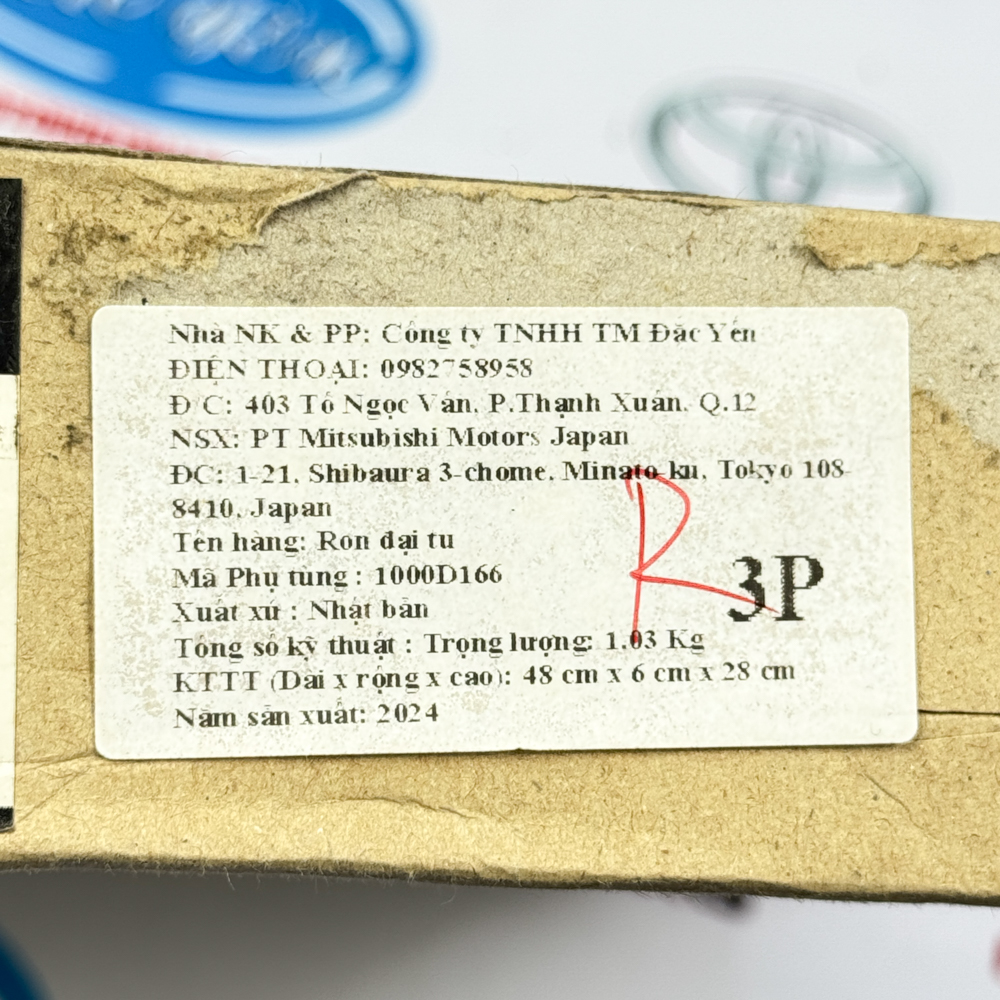 Nhà NK & PP: Công ty TNHH TM Đăc Yến
ĐIỆN THOẠI: 0982758958
Đ/C: 403 Tô Ngọc Vân, P.Thạnh Xuân, Q.12
NSX: PT Mitsubishi Motors Japan
ĐC: 1-21, Shibaura 3-chome, Minato-ku, Tokyo 108-
8410, Japan
Tên hàng: Ron đại tu
Mã Phụ tùng : 1000D166
Xuất xứ : Nhật bản
R
3P
Tổng số kỹ thuật : Trọng lượng: 1.03 Kg
KTTT (Dài x rộng x cao): 48 cm x 6 cm x 28 cm
Năm sản xuất: 2024